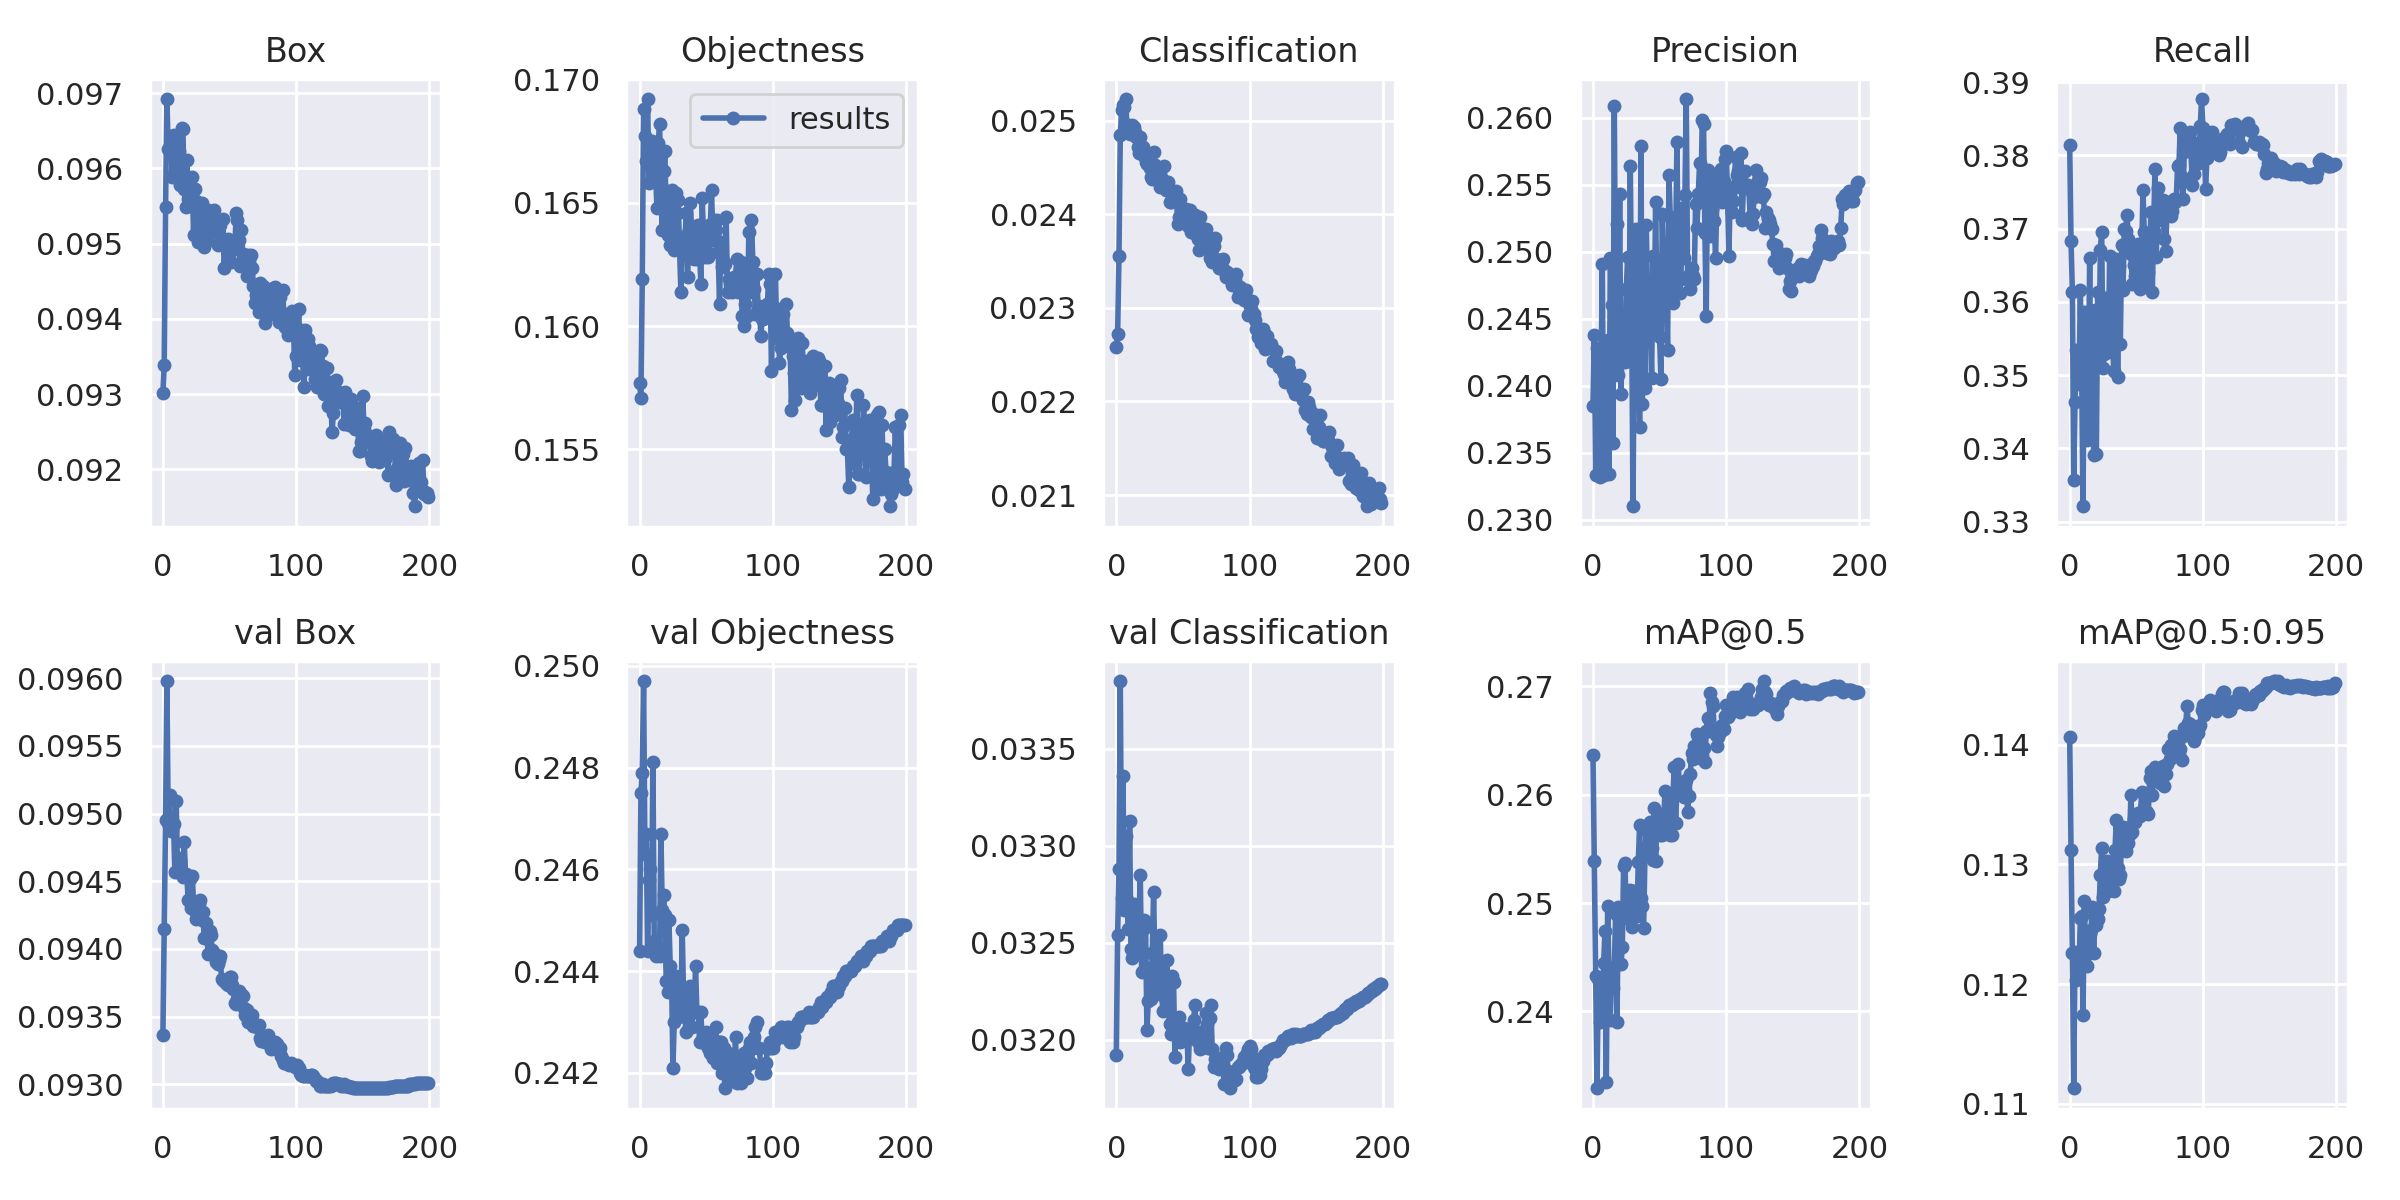 Box
0.097
0.096
0.095
0.094
0.093
0.092
0 100 200
Objectness
results
0.170
0.165
0.160
0.155
0 100 200
Classification
0.025
0.024
0.023
0.022
0.021
0 100 200
Precision
0.260
0.255
0.250
0.245
0.240
0.235
0.230
0 100 200
Recall
0.39
0.38
0.37
0.36
0.35
0.34
0.33
0 100 200
val Box
0.0960
0.0955
0.0950
0.0945
0.0940
0.0935
0.0930
0 100 200
val Objectness
0.250
0.248
0.246
0.244
0.242
0 100 200
val Classification
0.0335
0.0330
0.0325
0.0320
0 100 200
mAP@0.5
0.27
0.26
0.25
0.24
0 100 200
mAP@0.5:0.95
0.14
0.13
0.12
0.11
0 100 200